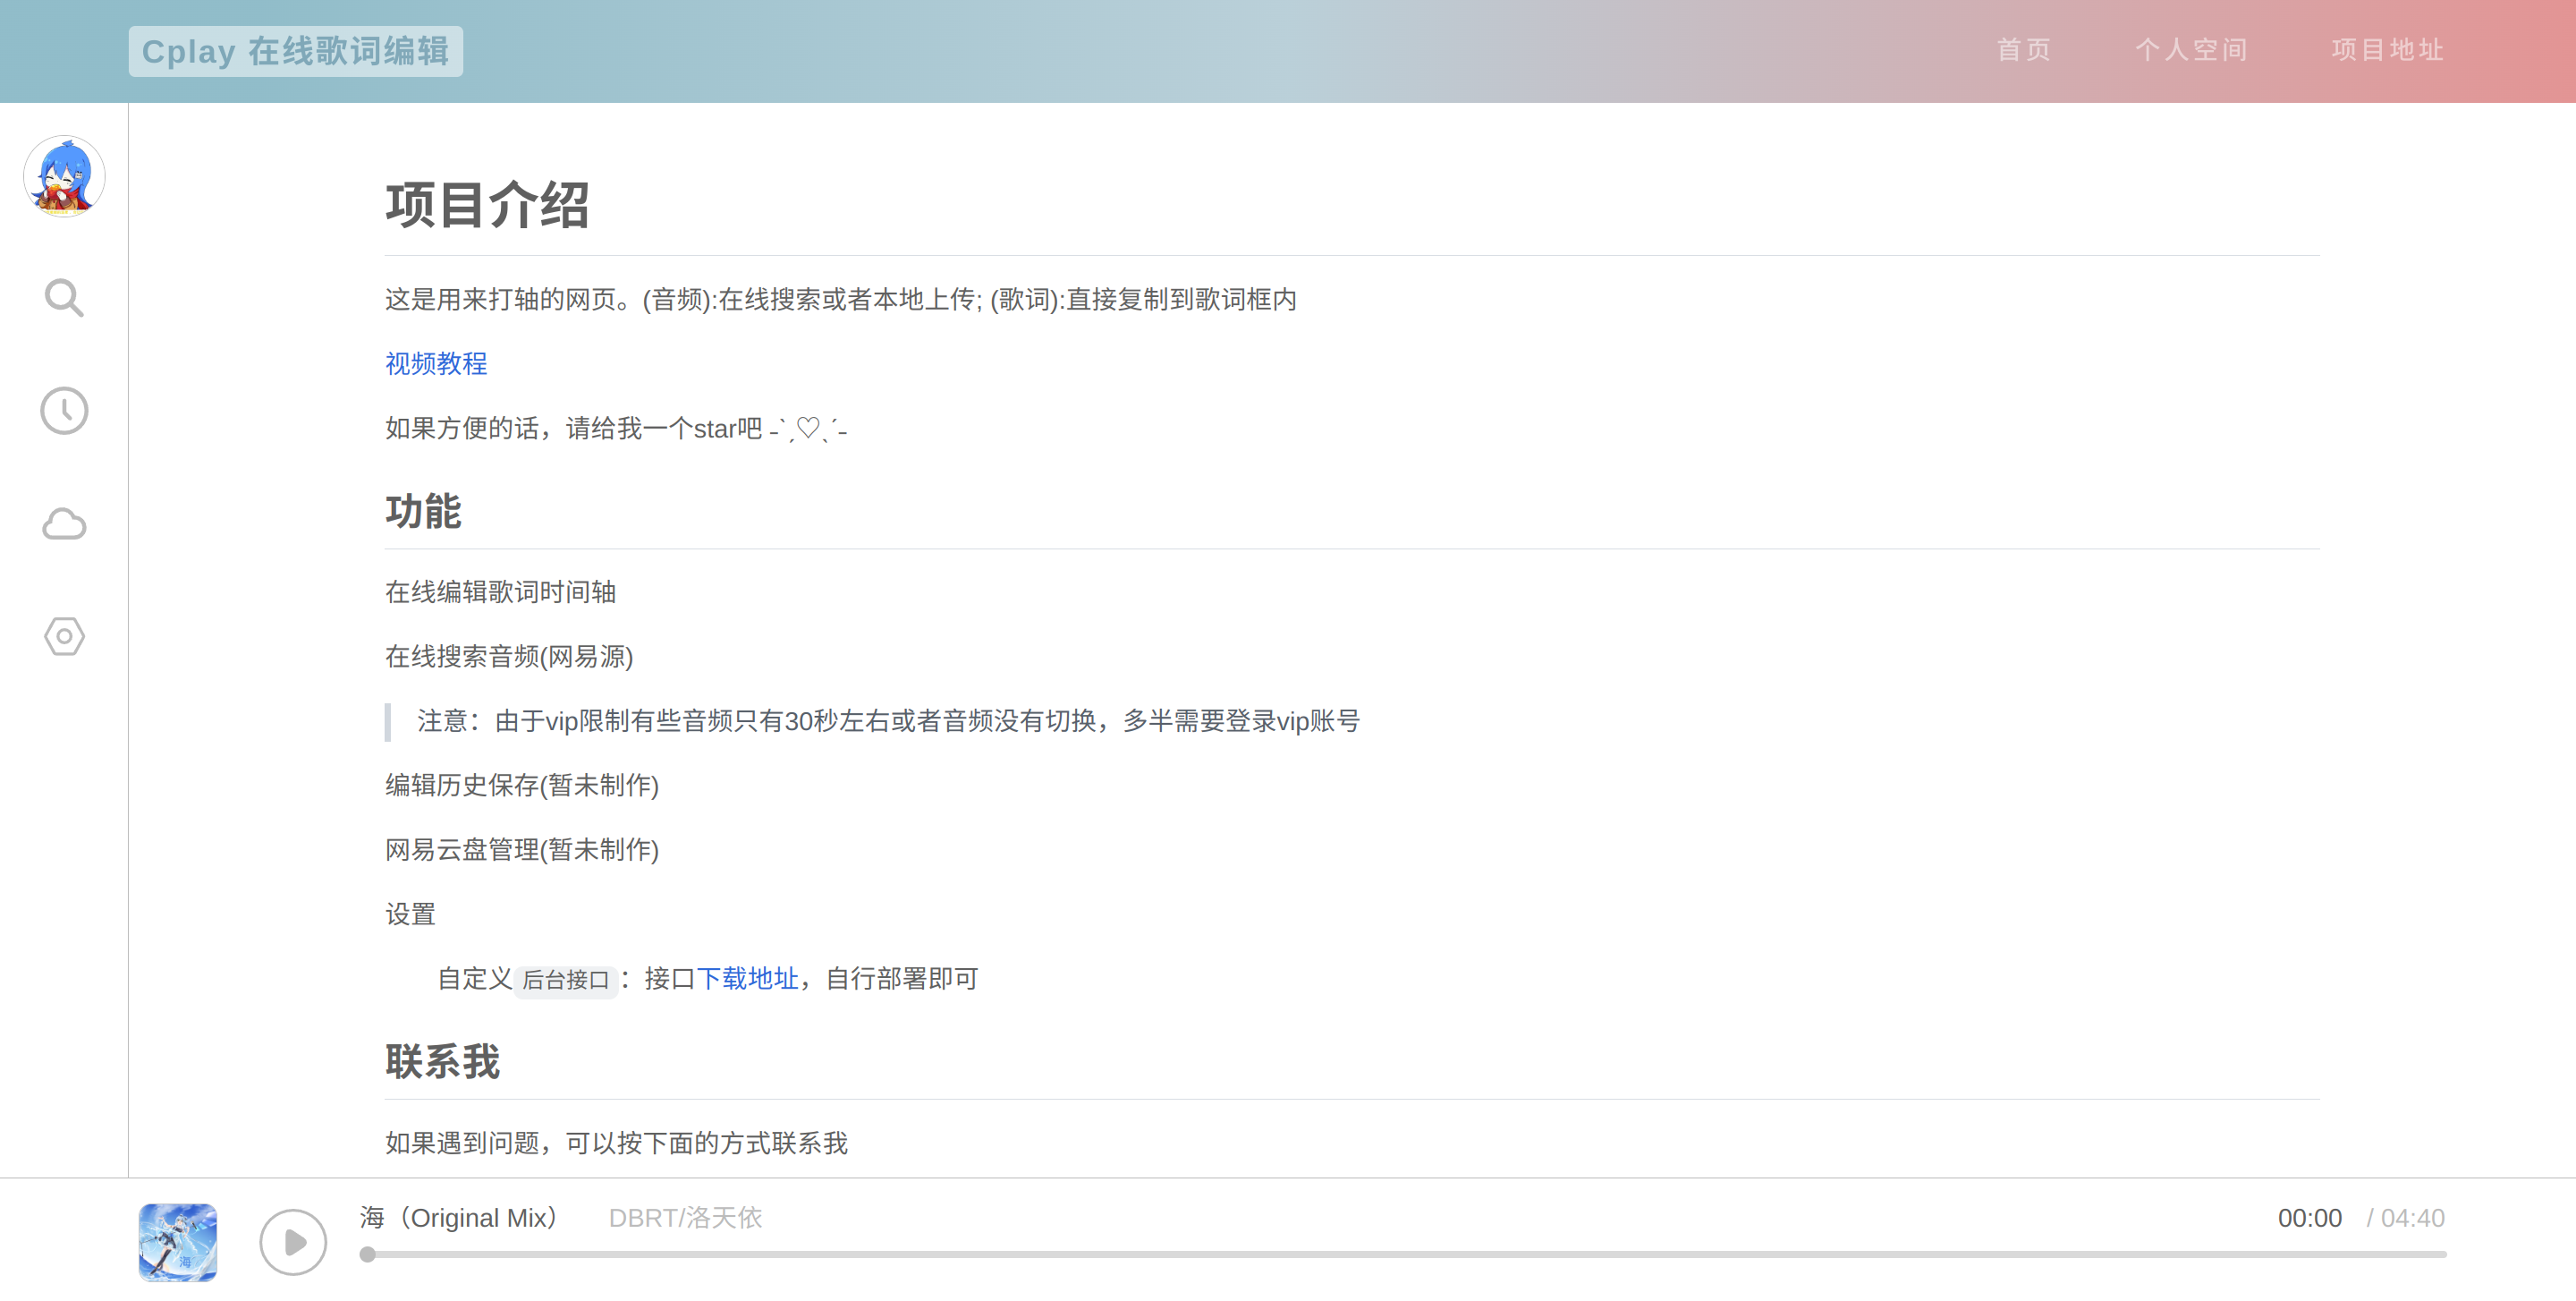 Cplay 在线歌词编辑
首页 个人空间 项目地址
项目介绍
这是用来打轴的网页。(音频):在线搜索或者本地上传; (歌词):直接复制到歌词框内
视频教程
如果方便的话，请给我一个star吧 ˗ˋˏ♡ˎˊ˗
功能
在线编辑歌词时间轴
在线搜索音频(网易源)
注意：由于vip限制有些音频只有30秒左右或者音频没有切换，多半需要登录vip账号
编辑历史保存(暂未制作)
网易云盘管理(暂未制作)
设置
自定义后台接口：接口下载地址，自行部署即可
联系我
如果遇到问题，可以按下面的方式联系我
海
海（Original Mix） DBRT/洛天依 00:00 / 04:40